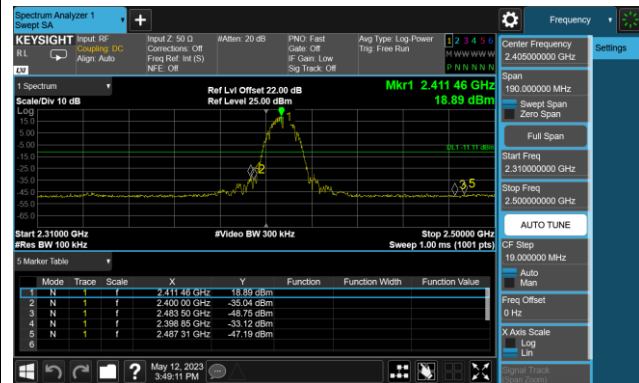 Spectrum Analyzer 1
Swept SA
+
Frequency
KEYSIGHT
RL
LXI
Input: RF
Coupling: DC
Align: Auto
Input Z: 50 Ω
Corrections: Off
Freq Ref: Int (S)
NFE: Off
#Atten: 20 dB
PNO: Fast
Gate: Off
IF Gain: Low
Sig Track: Off
Avg Type: Log-Power
Trig: Free Run
1 2 3 4 5 6
M W W W W W
P N N N N N
Center Frequency
2.405000000 GHz
Settings
Span
190.000000 MHz
Swept Span
Zero Span
Full Span
Start Freq
2.310000000 GHz
Stop Freq
2.500000000 GHz
AUTO TUNE
CF Step
19.000000 MHz
Auto
Man
Freq Offset
0 Hz
X Axis Scale
Log
Lin
Signal Track
(Span Zoom)
1 Spectrum
Scale/Div 10 dB
Ref Lvl Offset 22.00 dB
Ref Level 25.00 dBm
Mkr1 2.411 46 GHz
18.89 dBm
Log
15.0
5.00
-5.00
-15.0
-25.0
-35.0
-45.0
-55.0
-65.0
1
DL1 -11.11 dBm
2
3
5
Start 2.31000 GHz
#Res BW 100 kHz
#Video BW 300 kHz
Stop 2.50000 GHz
Sweep 1.00 ms (1001 pts)
5 Marker Table
Mode Trace Scale X Y Function Function Width Function Value
1 N 1 f 2.411 46 GHz 18.89 dBm
2 N 1 f 2.400 00 GHz -35.04 dBm
3 N 1 f 2.483 50 GHz -48.75 dBm
4 N 1 f 2.398 85 GHz -33.12 dBm
5 N 1 f 2.487 31 GHz -47.19 dBm
6
?
May 12, 2023
3:49:11 PM